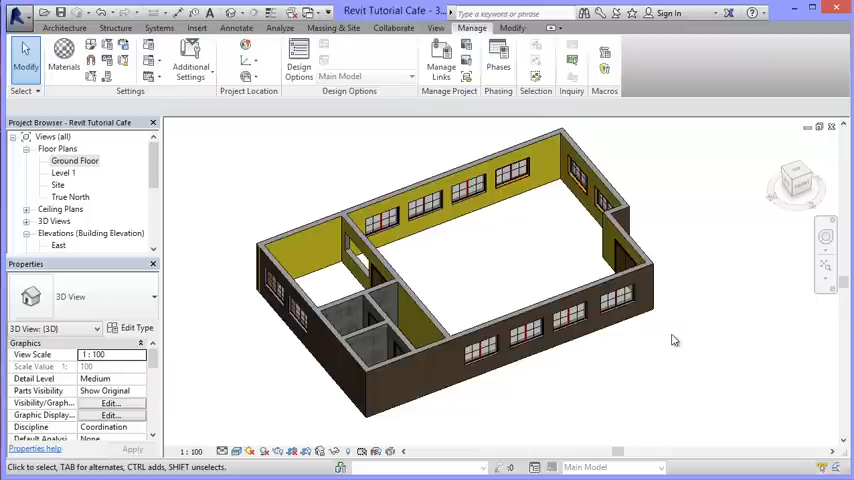 Revit Tutorial Cafe - 3...
Type a keyword or phrase
Sign In
Architecture Structure Systems Insert Annotate Analyze Massing & Site Collaborate View Manage Modify
Modify
Materials
Additional Settings
Design Options
Main Model
Manage Links
Phases
Select
Settings
Project Location
Design Options
Manage Project
Phasing
Selection
Inquiry
Macros
Project Browser - Revit Tutorial Cafe
Views (all)
Floor Plans
Ground Floor
Level 1
Site
True North
Ceiling Plans
3D Views
Elevations (Building Elevation)
East
Properties
3D View
3D View: {3D}
Edit Type
Graphics
View Scale 1 : 100
Scale Value 1: 100
Detail Level Medium
Parts Visibility Show Original
Visibility/Graph... Edit...
Graphic Display... Edit...
Discipline Coordination
Properties help
Apply
TOP
FRONT
1 : 100
Click to select, TAB for alternates, CTRL adds, SHIFT unselects.
:0
Main Model